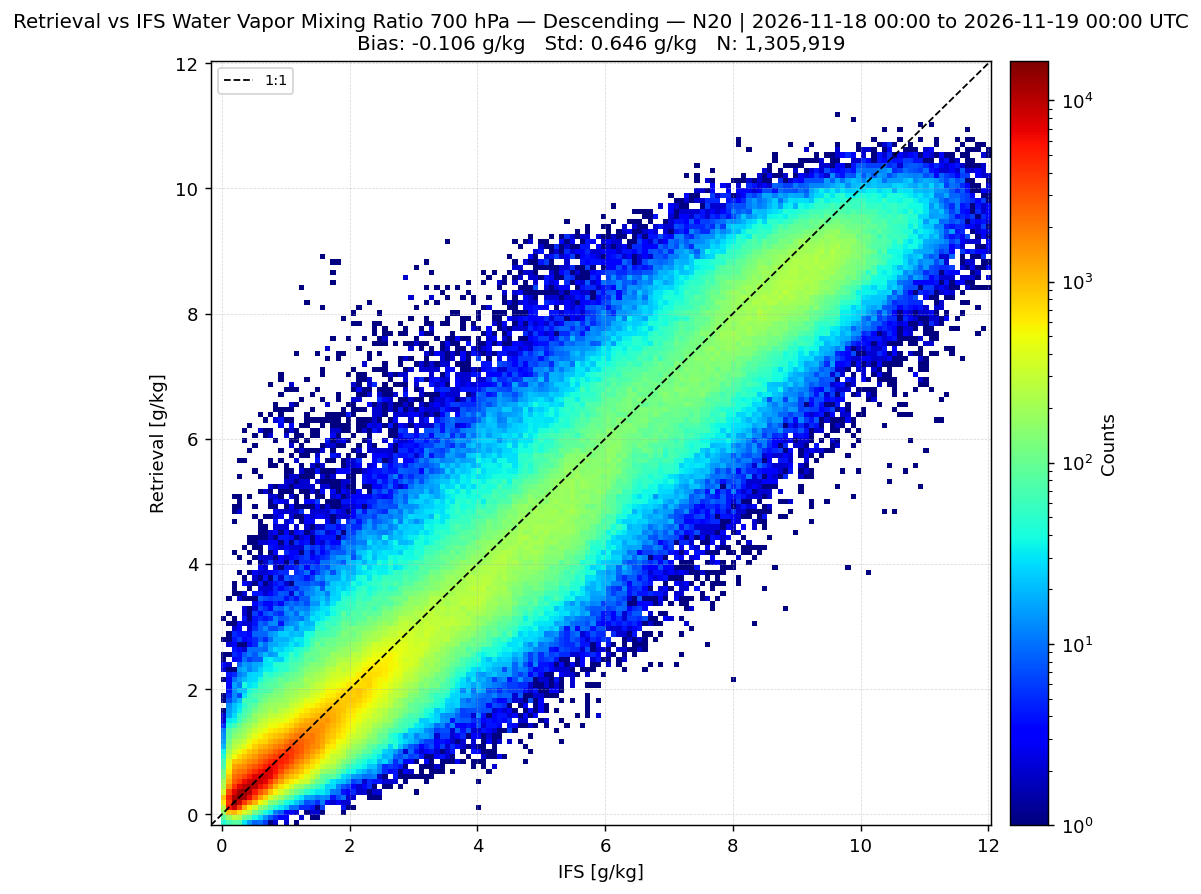 Retrieval vs IFS Water Vapor Mixing Ratio 700 hPa — Descending — N20 | 2026-11-18 00:00 to 2026-11-19 00:00 UTC
Bias: -0.106 g/kg   Std: 0.646 g/kg   N: 1,305,919
1:1
12
10
8
6
4
2
0
Retrieval [g/kg]
0 2 4 6 8 10 12
IFS [g/kg]
10⁴
10³
10²
10¹
10⁰
Counts